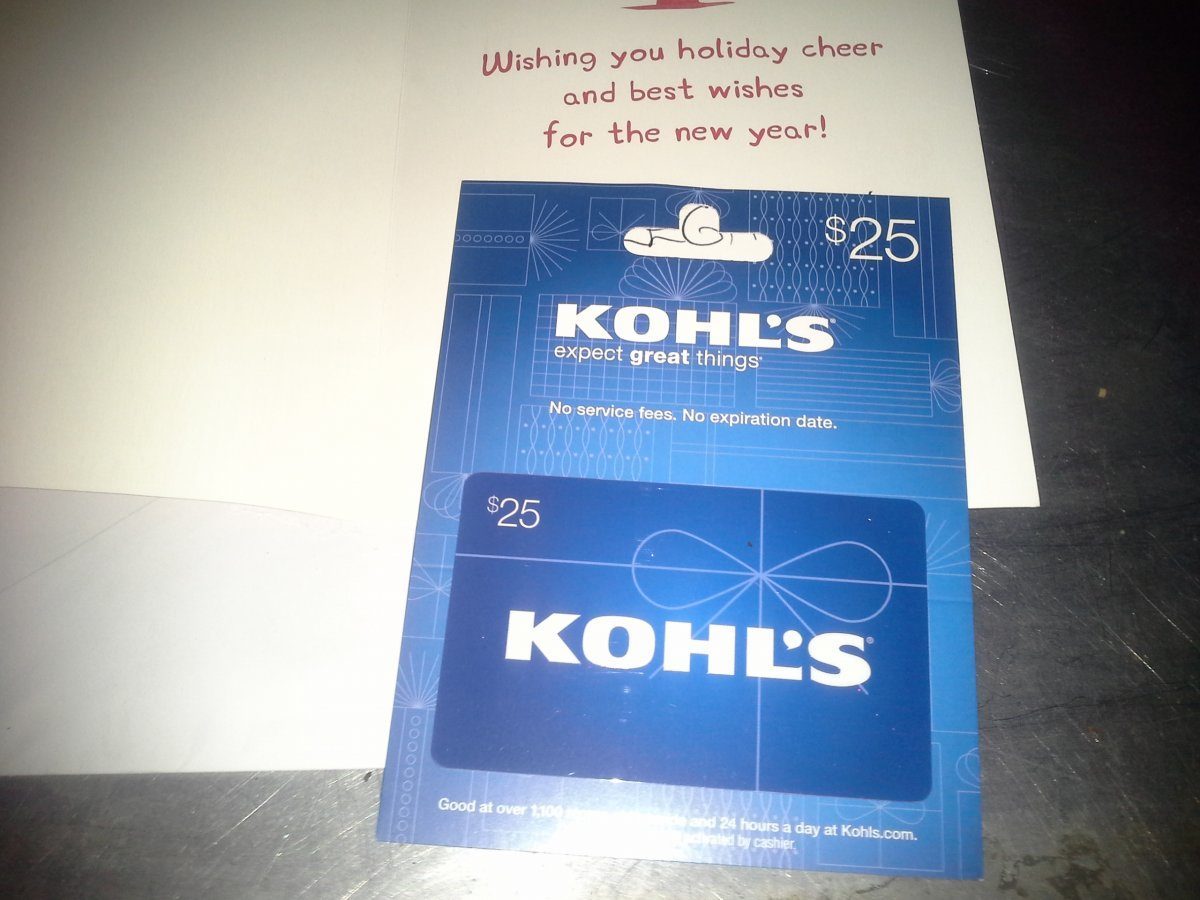 Wishing you holiday cheer
and best wishes
for the new year!
$25
KOHL'S
expect great things
No service fees. No expiration date.
$25
KOHL'S
Good at over 1,100 and 24 hours a day at Kohls.com.
activated by cashier.